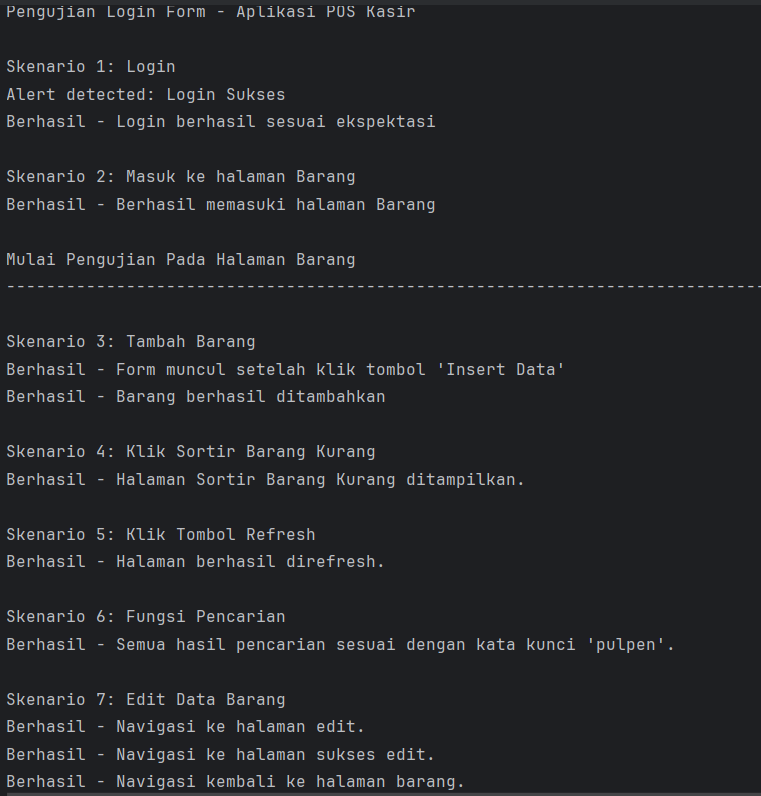 Pengujian Login Form - Aplikasi POS Kasir
Skenario 1: Login
Alert detected: Login Sukses
Berhasil - Login berhasil sesuai ekspektasi
Skenario 2: Masuk ke halaman Barang
Berhasil - Berhasil memasuki halaman Barang
Mulai Pengujian Pada Halaman Barang
----------------------------------------------------------------------------
Skenario 3: Tambah Barang
Berhasil - Form muncul setelah klik tombol 'Insert Data'
Berhasil - Barang berhasil ditambahkan
Skenario 4: Klik Sortir Barang Kurang
Berhasil - Halaman Sortir Barang Kurang ditampilkan.
Skenario 5: Klik Tombol Refresh
Berhasil - Halaman berhasil direfresh.
Skenario 6: Fungsi Pencarian
Berhasil - Semua hasil pencarian sesuai dengan kata kunci 'pulpen'.
Skenario 7: Edit Data Barang
Berhasil - Navigasi ke halaman edit.
Berhasil - Navigasi ke halaman sukses edit.
Berhasil - Navigasi kembali ke halaman barang.